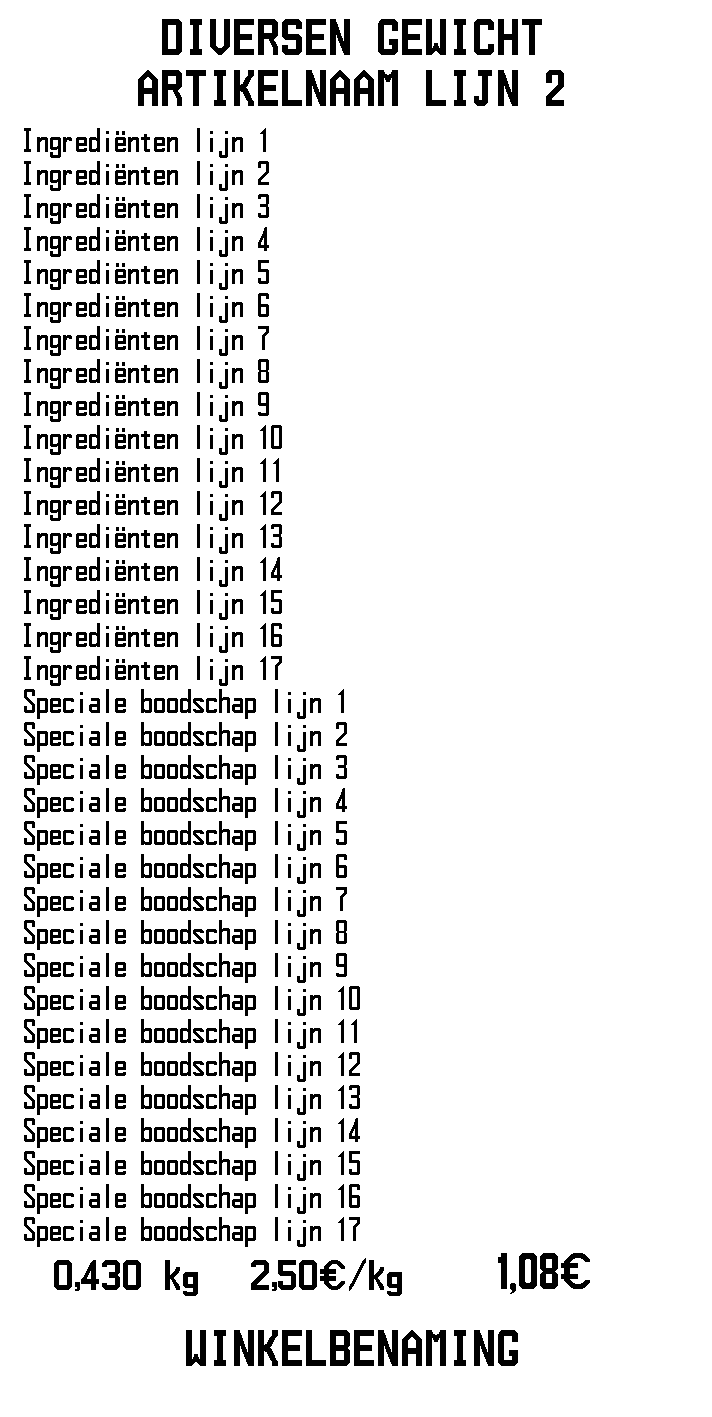 DIVERSEN GEWICHT
ARTIKELNAAM LIJN 2
Ingrediënten lijn 1
Ingrediënten lijn 2
Ingrediënten lijn 3
Ingrediënten lijn 4
Ingrediënten lijn 5
Ingrediënten lijn 6
Ingrediënten lijn 7
Ingrediënten lijn 8
Ingrediënten lijn 9
Ingrediënten lijn 10
Ingrediënten lijn 11
Ingrediënten lijn 12
Ingrediënten lijn 13
Ingrediënten lijn 14
Ingrediënten lijn 15
Ingrediënten lijn 16
Ingrediënten lijn 17
Speciale boodschap lijn 1
Speciale boodschap lijn 2
Speciale boodschap lijn 3
Speciale boodschap lijn 4
Speciale boodschap lijn 5
Speciale boodschap lijn 6
Speciale boodschap lijn 7
Speciale boodschap lijn 8
Speciale boodschap lijn 9
Speciale boodschap lijn 10
Speciale boodschap lijn 11
Speciale boodschap lijn 12
Speciale boodschap lijn 13
Speciale boodschap lijn 14
Speciale boodschap lijn 15
Speciale boodschap lijn 16
Speciale boodschap lijn 17
0,430 kg 2,50€/kg 1,08€
WINKELBENAMING